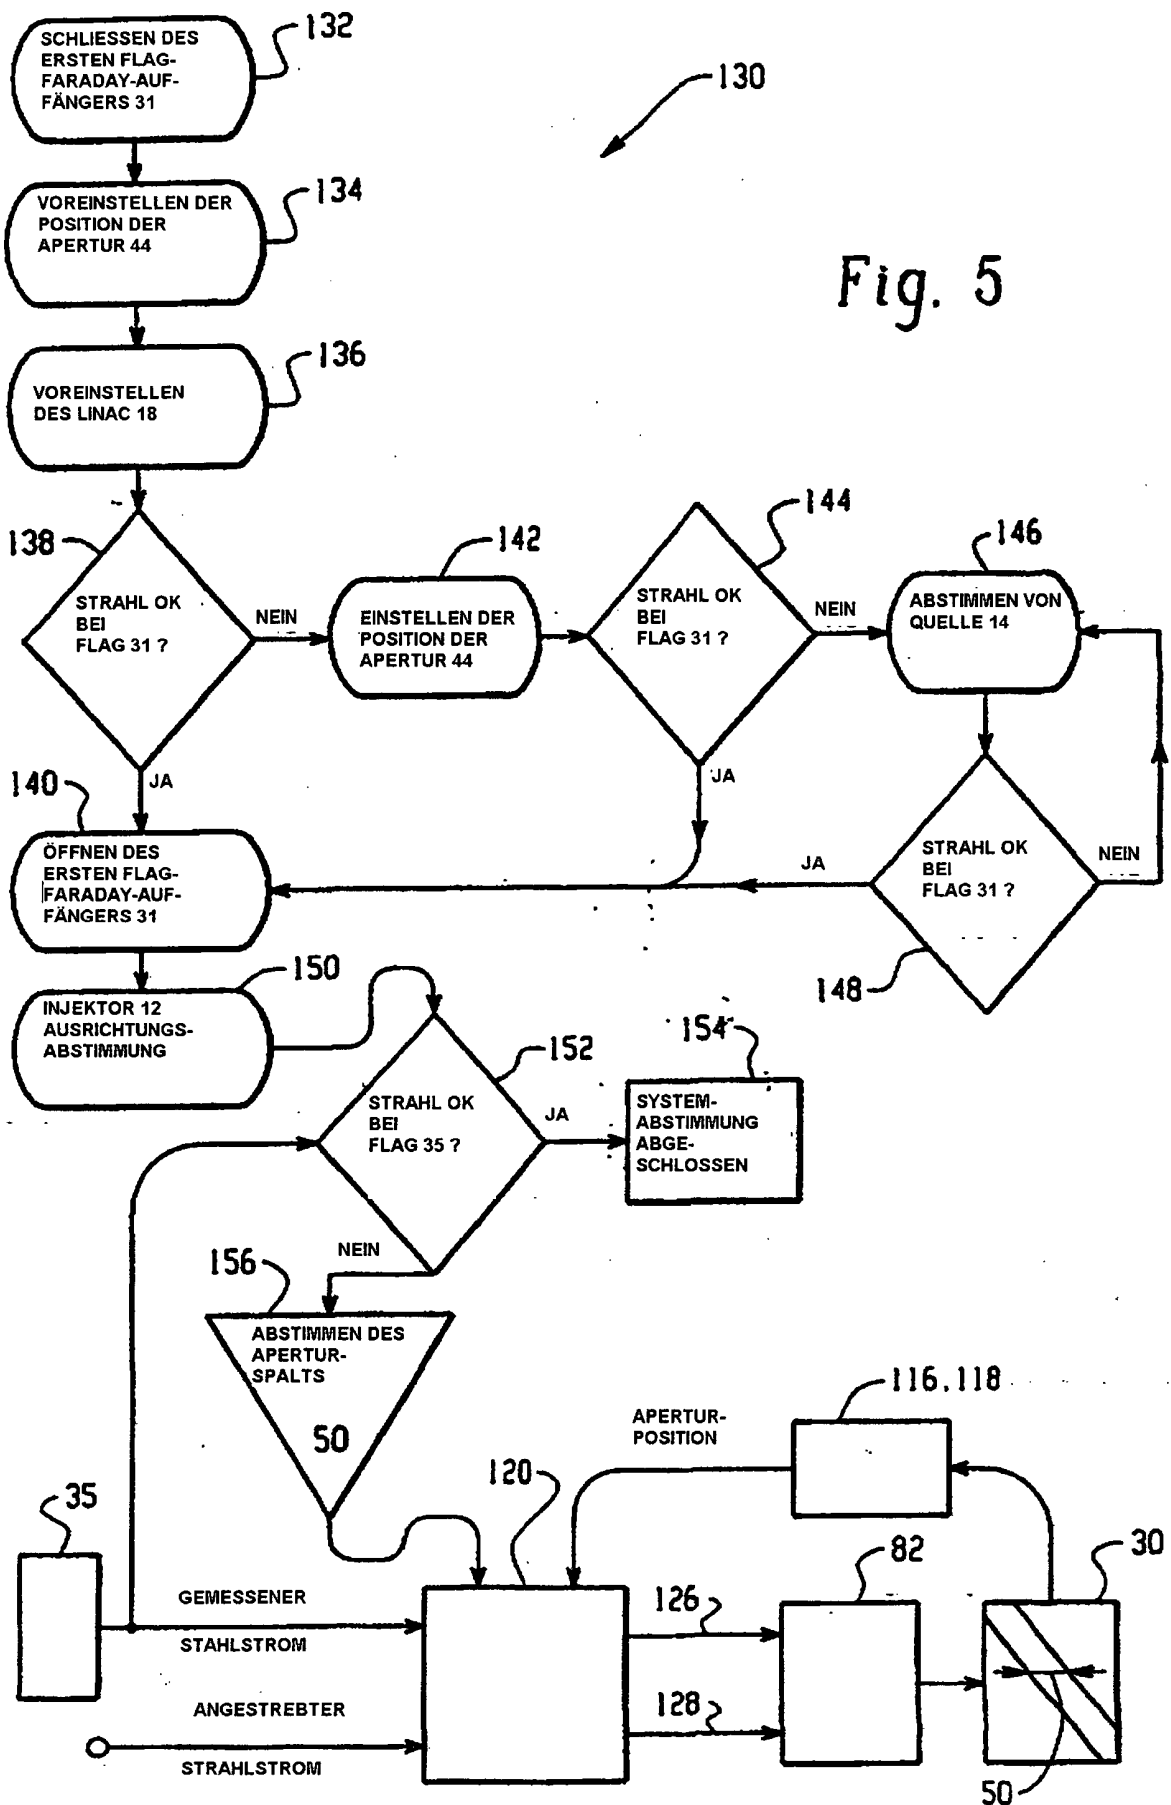 132
SCHLIESSEN DES
ERSTEN FLAG-
FARADAY-AUF-
FÄNGERS 31
130
134
VOREINSTELLEN DER
POSITION DER
APERTUR 44
Fig. 5
136
VOREINSTELLEN
DES LINAC 18
138
STRAHL OK
BEI
FLAG 31 ?
NEIN
JA
142
EINSTELLEN DER
POSITION DER
APERTUR 44
144
STRAHL OK
BEI
FLAG 31 ?
NEIN
JA
146
ABSTIMMEN VON
QUELLE 14
148
STRAHL OK
BEI
FLAG 31 ?
NEIN
JA
140
ÖFFNEN DES
ERSTEN FLAG-
FARADAY-AUF-
FÄNGERS 31
150
INJEKTOR 12
AUSRICHTUNGS-
ABSTIMMUNG
152
STRAHL OK
BEI
FLAG 35 ?
JA
NEIN
154
SYSTEM-
ABSTIMMUNG
ABGE-
SCHLOSSEN
156
ABSTIMMEN DES
APERTUR-
SPALTS
50
116,118
APERTUR-
POSITION
120
35
GEMESSENER
STAHLSTROM
ANGESTREBTER
STRAHLSTROM
126
128
82
30
50